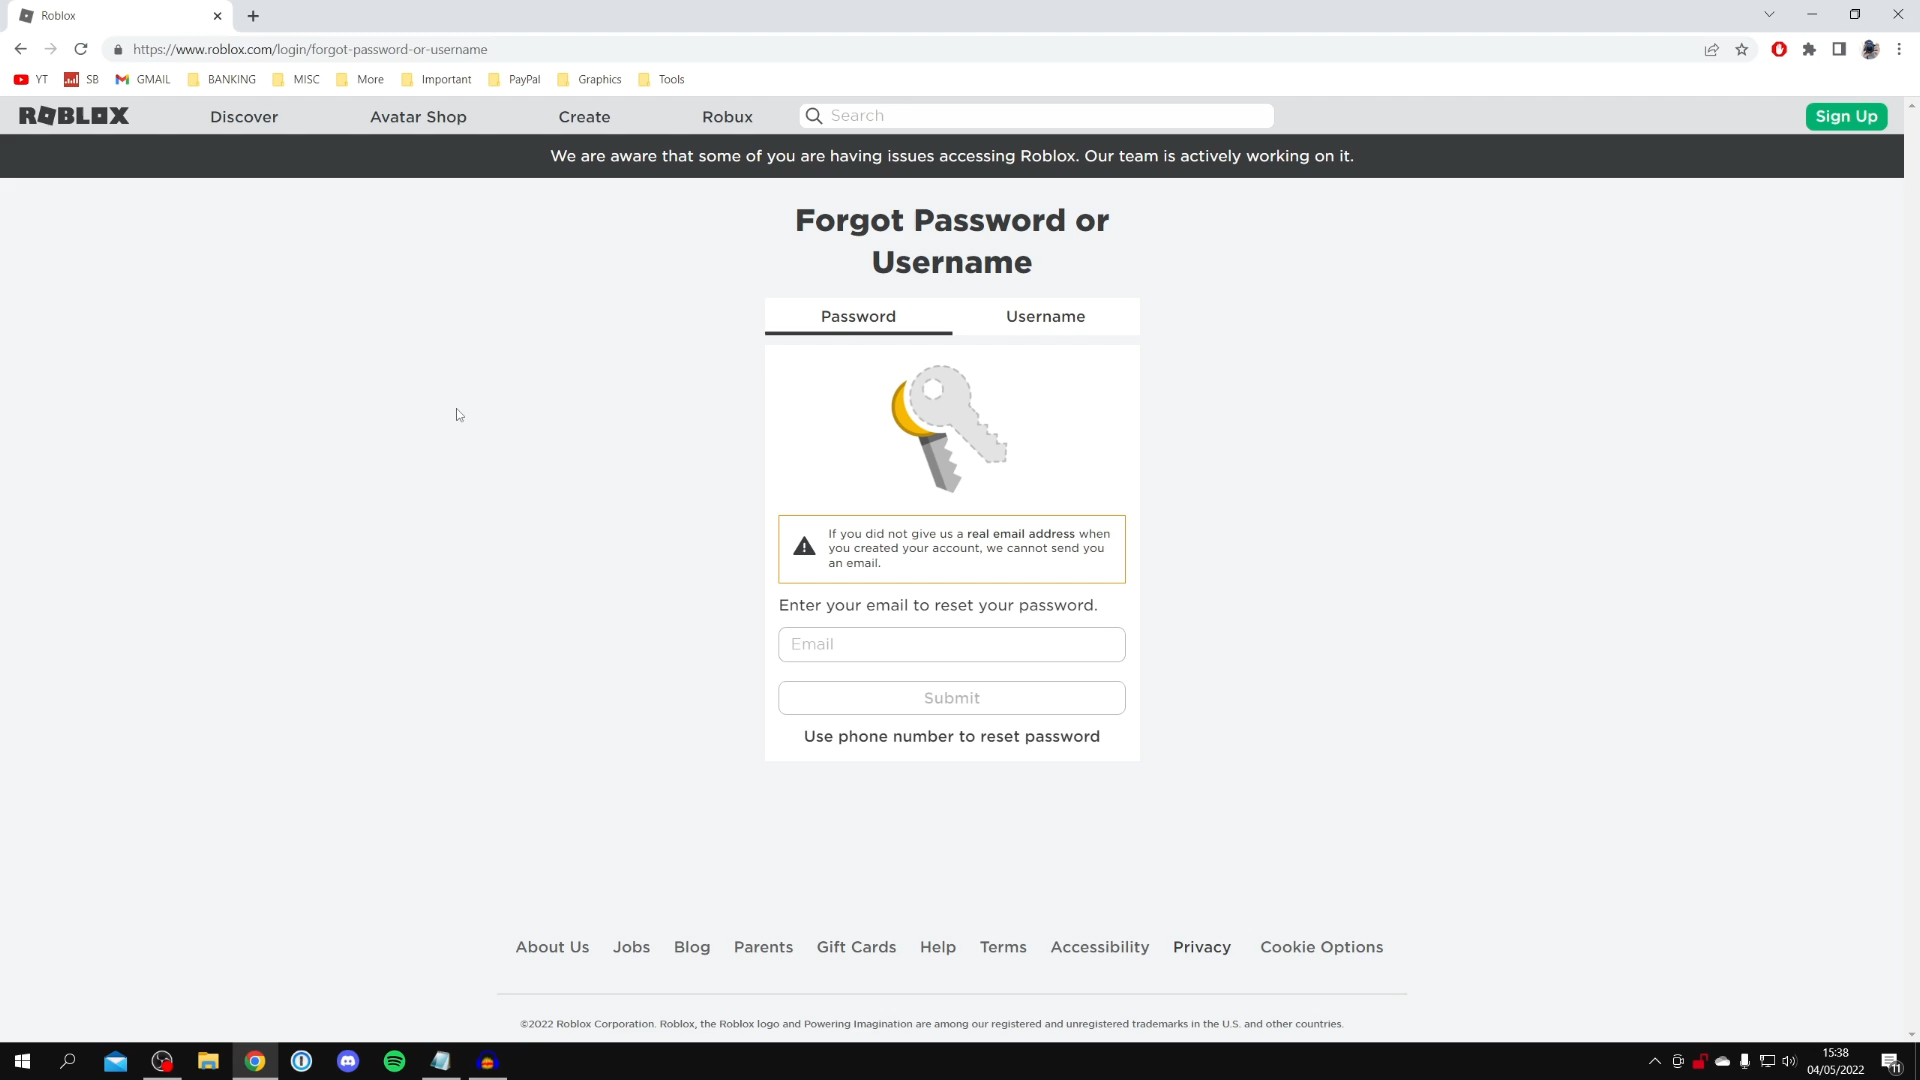 Roblox
https://www.roblox.com/login/forgot-password-or-username
YT SB GMAIL BANKING MISC More Important PayPal Graphics Tools
ROBLOX Discover Avatar Shop Create Robux Search Sign Up
We are aware that some of you are having issues accessing Roblox. Our team is actively working on it.
Forgot Password or
Username
Password Username
If you did not give us a real email address when
you created your account, we cannot send you
an email.
Enter your email to reset your password.
Email
Submit
Use phone number to reset password
About Us Jobs Blog Parents Gift Cards Help Terms Accessibility Privacy Cookie Options
©2022 Roblox Corporation. Roblox, the Roblox logo and Powering Imagination are among our registered and unregistered trademarks in the U.S. and other countries.
15:38
04/05/2022
11